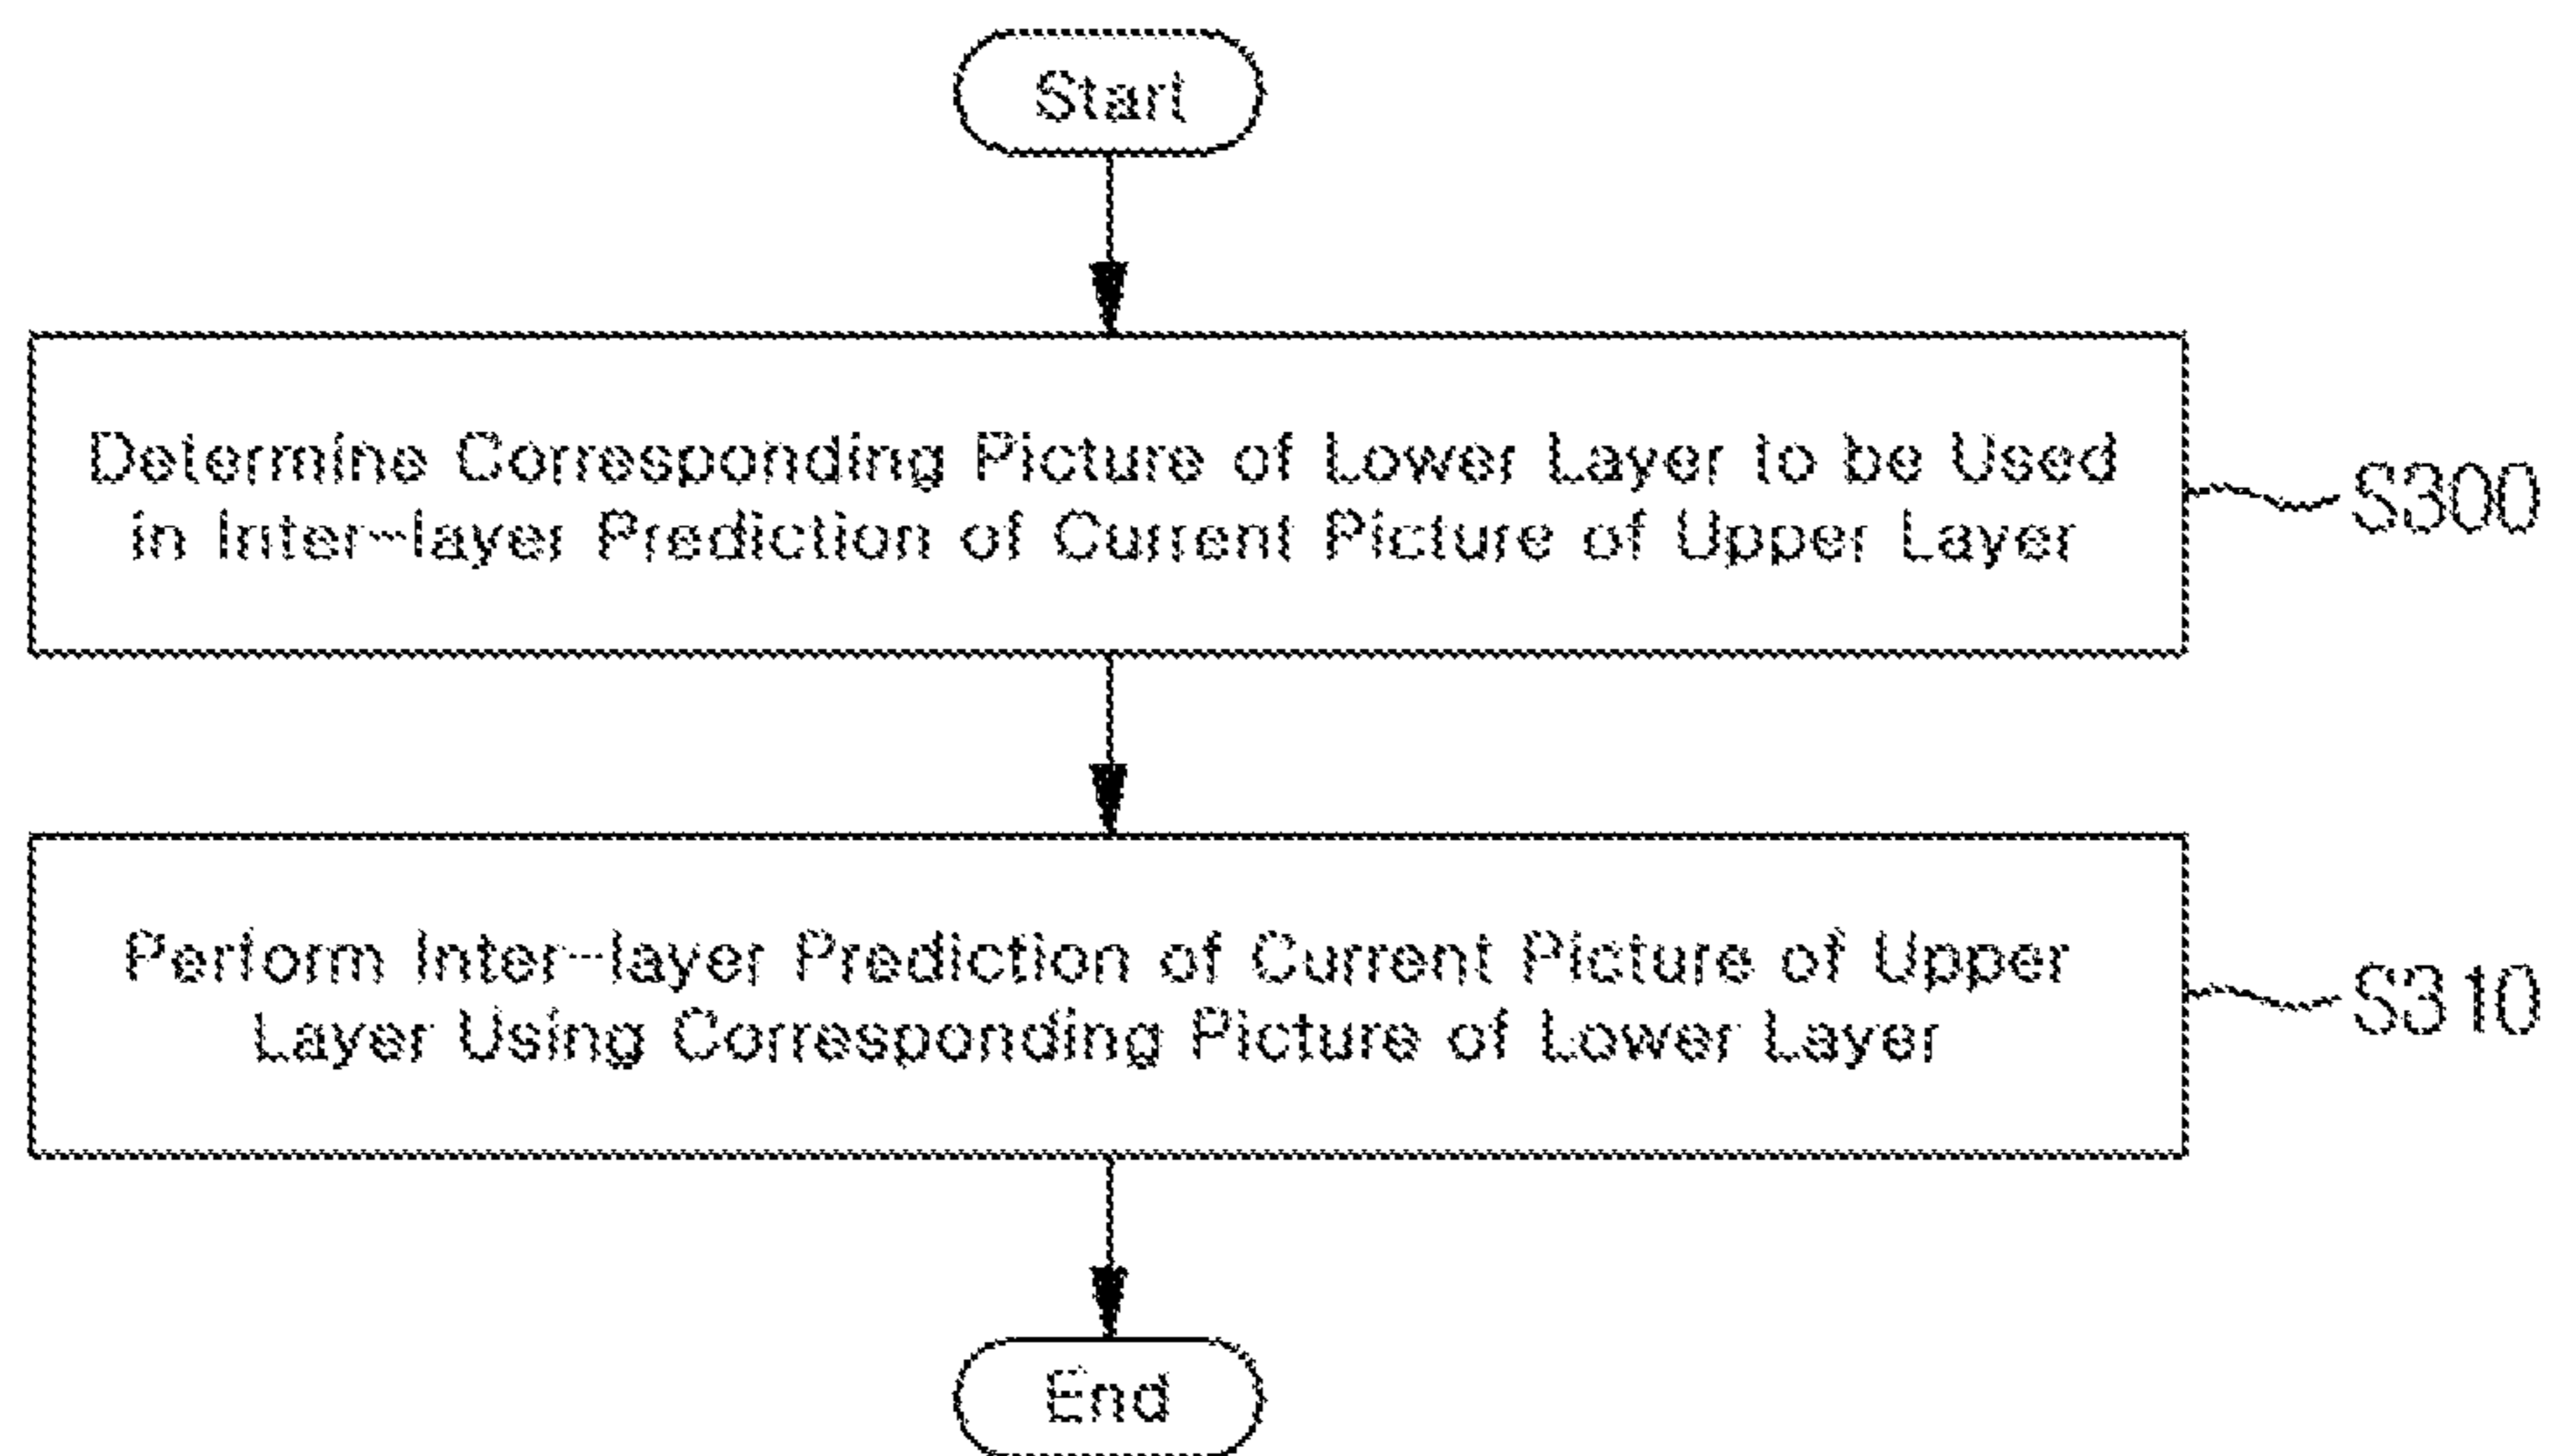 Start
Determine Corresponding Picture of Lower Layer to be Used
in Inter-layer Prediction of Current Picture of Upper Layer
S300
Perform Inter-layer Prediction of Current Picture of Upper
Layer Using Corresponding Picture of Lower Layer
S310
End